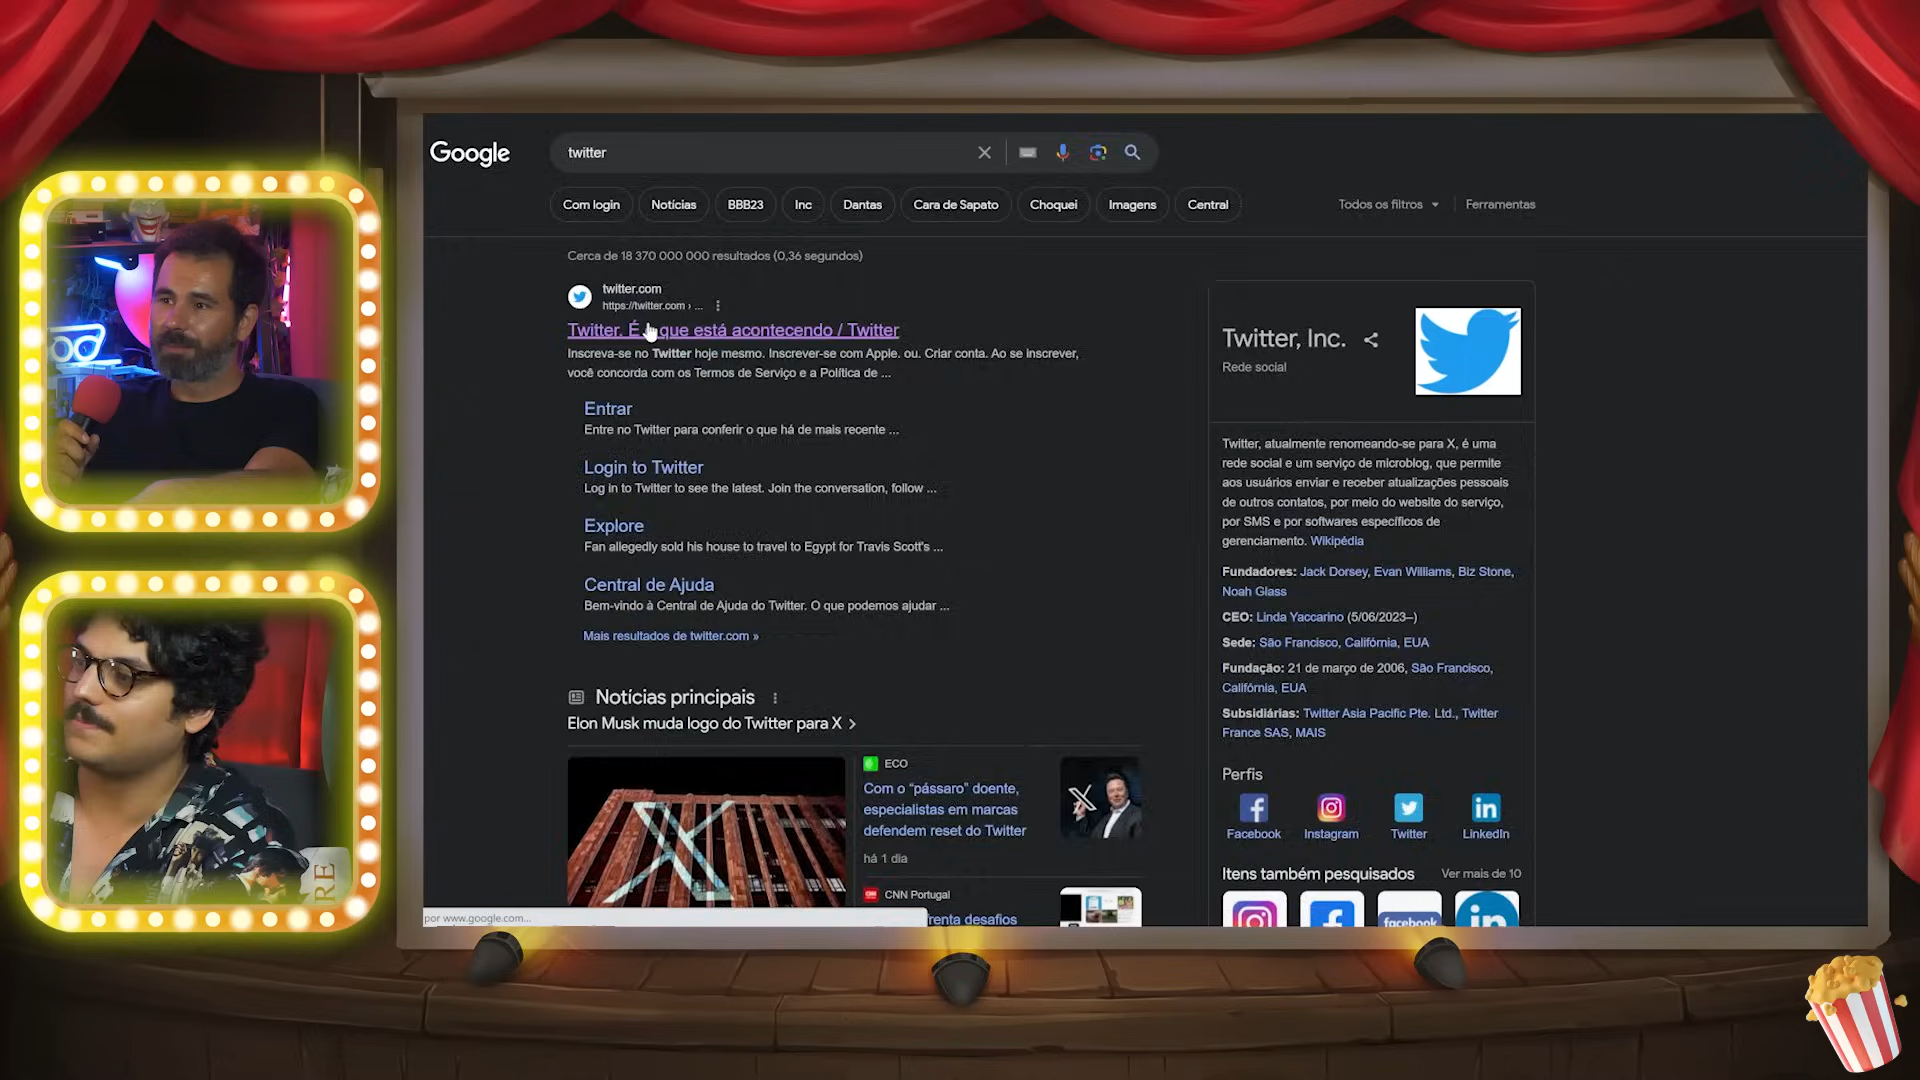 Google
twitter
Com login
Notícias
BBB23
Inc
Dantas
Cara de Sapato
Choquei
Imagens
Central
Todos os filtros
Ferramentas
Cerca de 18 370 000 000 resultados (0,36 segundos)
twitter.com
https://twitter.com › ...
Twitter. É que está acontecendo / Twitter
Inscreva-se no Twitter hoje mesmo. Inscrever-se com Apple. ou. Criar conta. Ao se inscrever,
você concorda com os Termos de Serviço e a Política de ...
Entrar
Entre no Twitter para conferir o que há de mais recente ...
Login to Twitter
Log in to Twitter to see the latest. Join the conversation, follow ...
Explore
Fan allegedly sold his house to travel to Egypt for Travis Scott's ...
Central de Ajuda
Bem-vindo à Central de Ajuda do Twitter. O que podemos ajudar ...
Mais resultados de twitter.com »
Notícias principais
Elon Musk muda logo do Twitter para X
ECO
Com o “pássaro” doente,
especialistas em marcas
defendem reset do Twitter
há 1 dia
CNN Portugal
frenta desafios
por www.google.com...
Twitter, Inc.
Rede social
Twitter, atualmente renomeando-se para X, é uma
rede social e um serviço de microblog, que permite
aos usuários enviar e receber atualizações pessoais
de outros contatos, por meio do website do serviço,
por SMS e por softwares específicos de
gerenciamento. Wikipédia
Fundadores: Jack Dorsey, Evan Williams, Biz Stone,
Noah Glass
CEO: Linda Yaccarino (5/06/2023–)
Sede: São Francisco, Califórnia, EUA
Fundação: 21 de março de 2006, São Francisco,
Califórnia, EUA
Subsidiárias: Twitter Asia Pacific Pte. Ltd., Twitter
France SAS, MAIS
Perfis
Facebook
Instagram
Twitter
LinkedIn
Itens também pesquisados
Ver mais de 10
facebook
in
RE